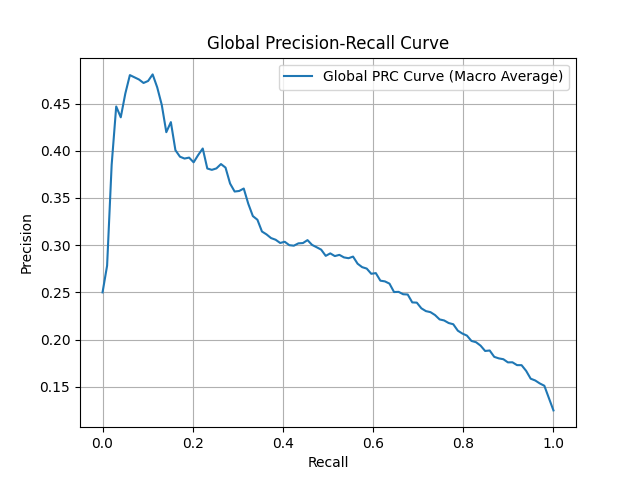 Global Precision-Recall Curve
Global PRC Curve (Macro Average)
0.45
0.40
0.35
0.30
0.25
0.20
0.15
Precision
0.0 0.2 0.4 0.6 0.8 1.0
Recall